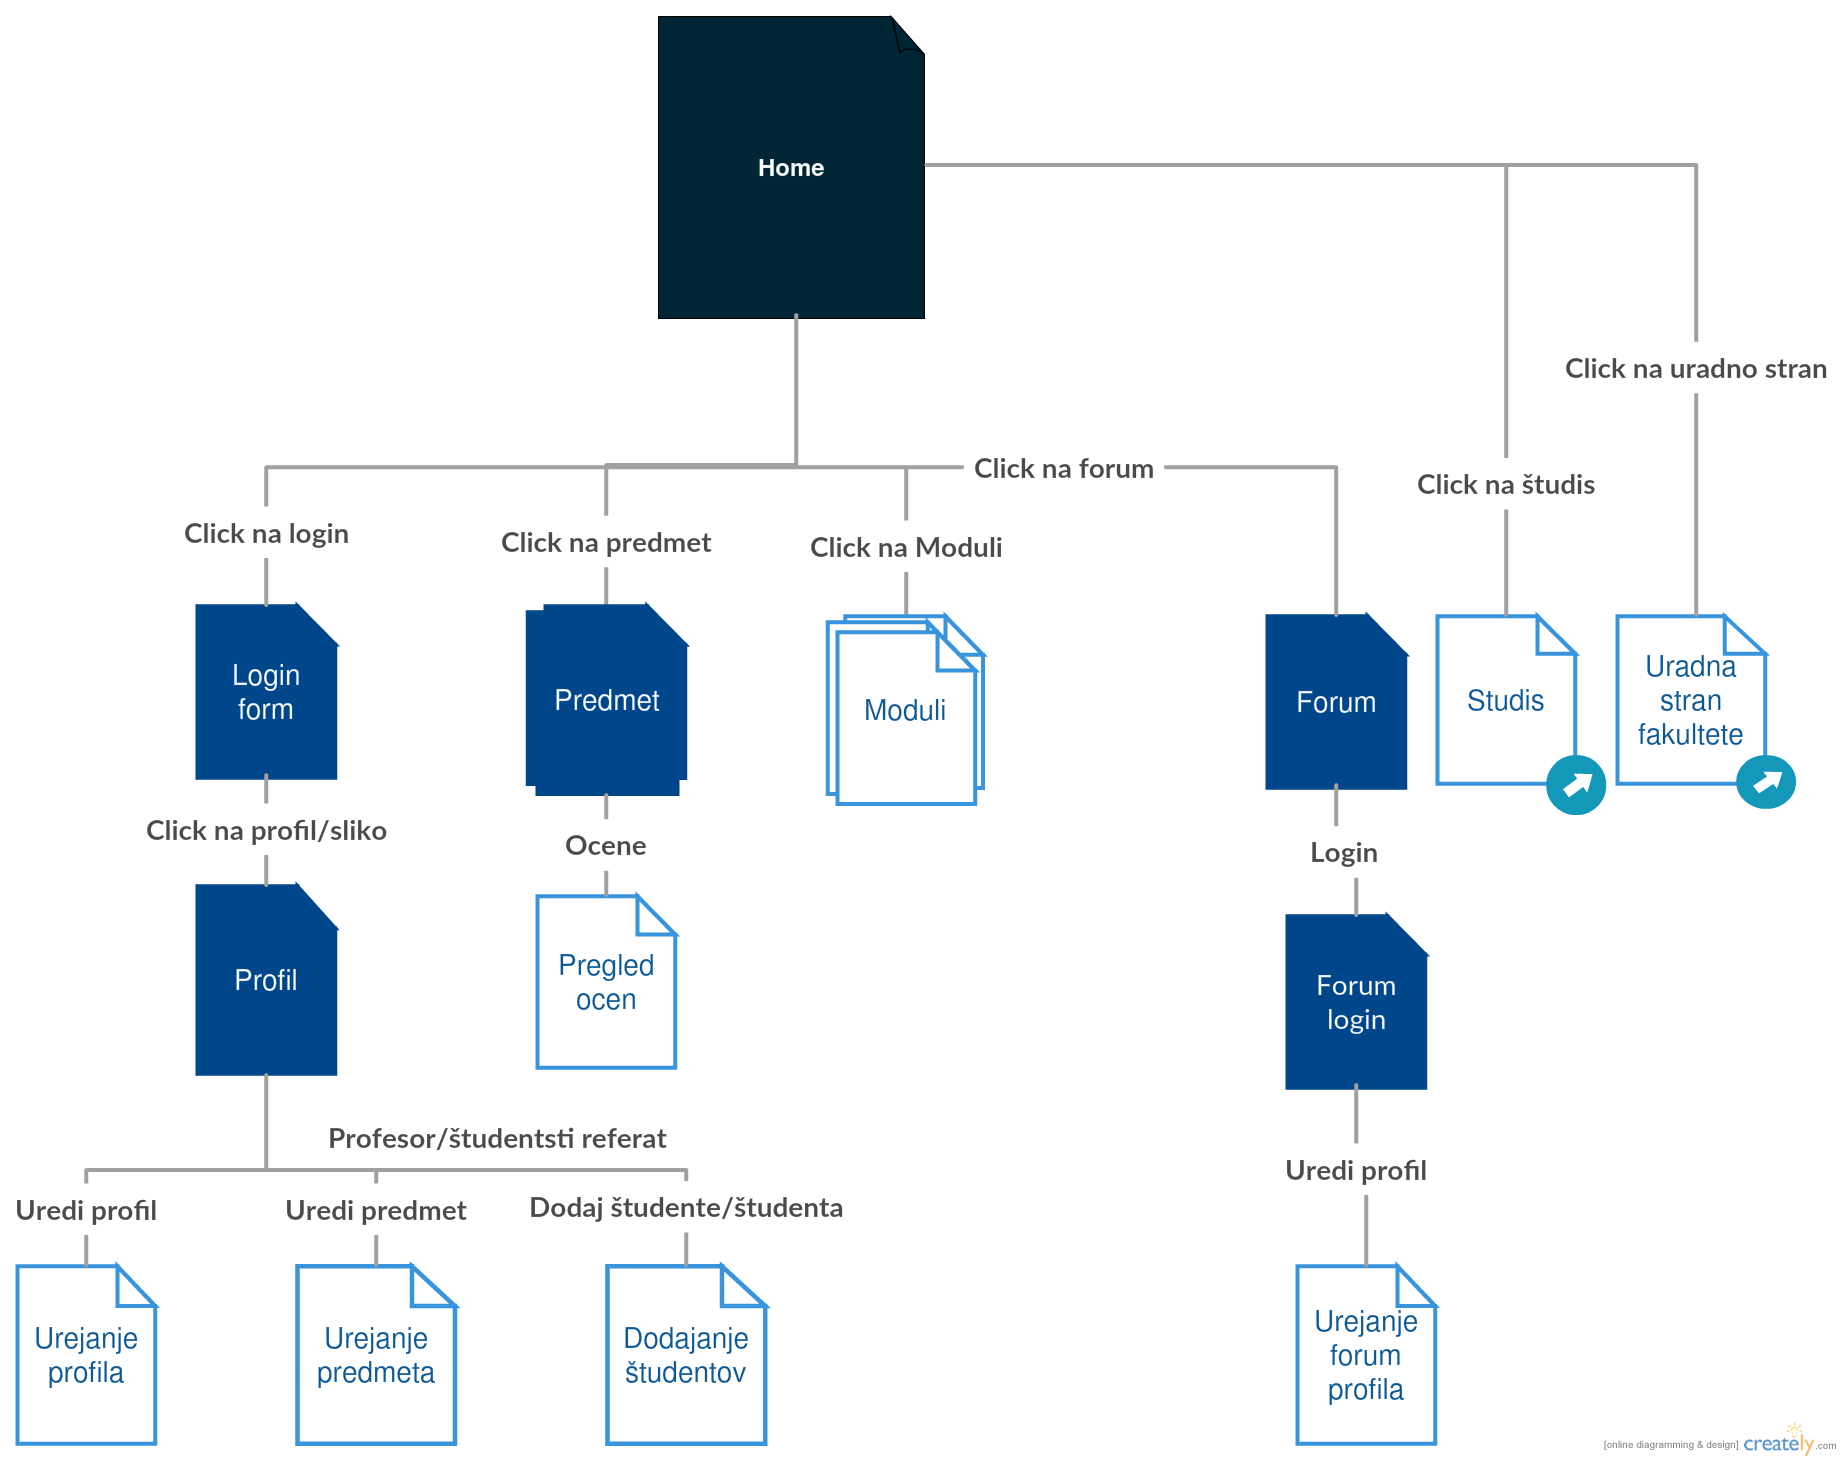 Home
Click na uradno stran
Click na forum
Click na študis
Click na login
Click na predmet
Click na Moduli
Login
form
Predmet
Moduli
Forum
Studis
Uradna
stran
fakultete
Click na profil/sliko
Ocene
Login
Profil
Pregled
ocen
Forum
login
Profesor/študentsti referat
Uredi profil
Uredi predmet
Dodaj študente/študenta
Uredi profil
Urejanje
profila
Urejanje
predmeta
Dodajanje
študentov
Urejanje
forum
profila
[online diagramming & design] creately.com